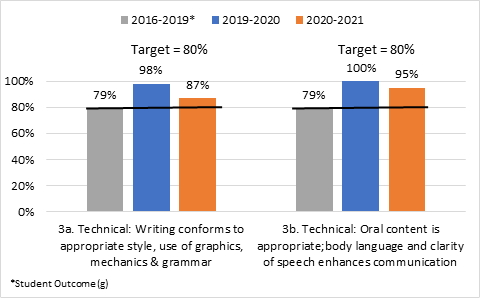 2016-2019* 2019-2020 2020-2021
Target = 80% Target = 80%
98% 100%
79% 87% 79% 95%
100%
80%
60%
40%
20%
0%
3a. Technical: Writing conforms to
appropriate style, use of graphics,
mechanics & grammar
3b. Technical: Oral content is
appropriate; body language and clarity
of speech enhances communication
*Student Outcome (g)